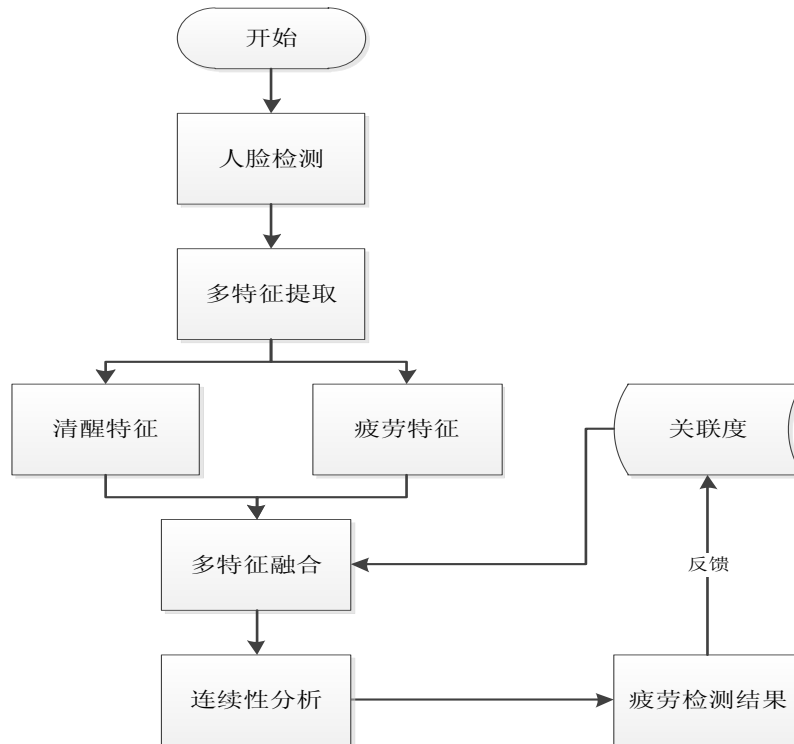 开始
人脸检测
多特征提取
清醒特征
疲劳特征
关联度
多特征融合
反馈
连续性分析
疲劳检测结果